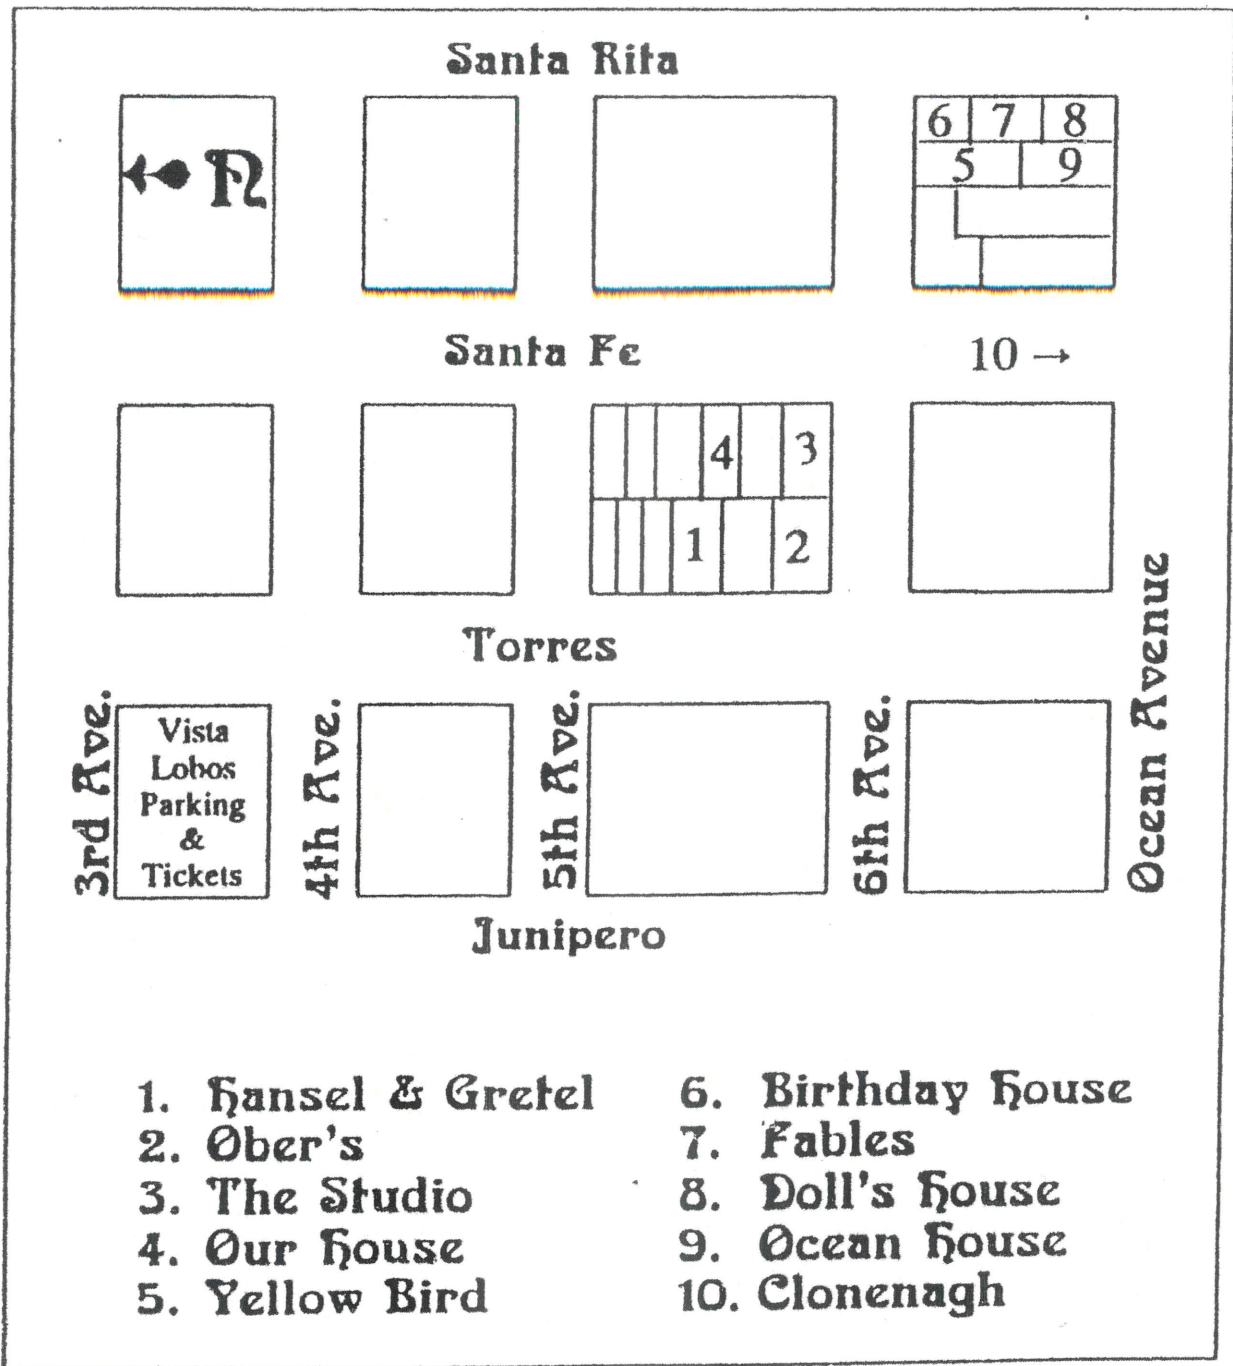 Santa Rita
N
6 7 8
5 9
Santa Fe
10 →
4 3
1 2
Torres
3rd Ave.
Vista
Lobos
Parking
&
Tickets
4th Ave.
5th Ave.
6th Ave.
Ocean Avenue
Junipero
1. Hansel & Gretel
2. Ober's
3. The Studio
4. Our House
5. Yellow Bird
6. Birthday House
7. Fables
8. Doll's House
9. Ocean House
10. Clonenagh